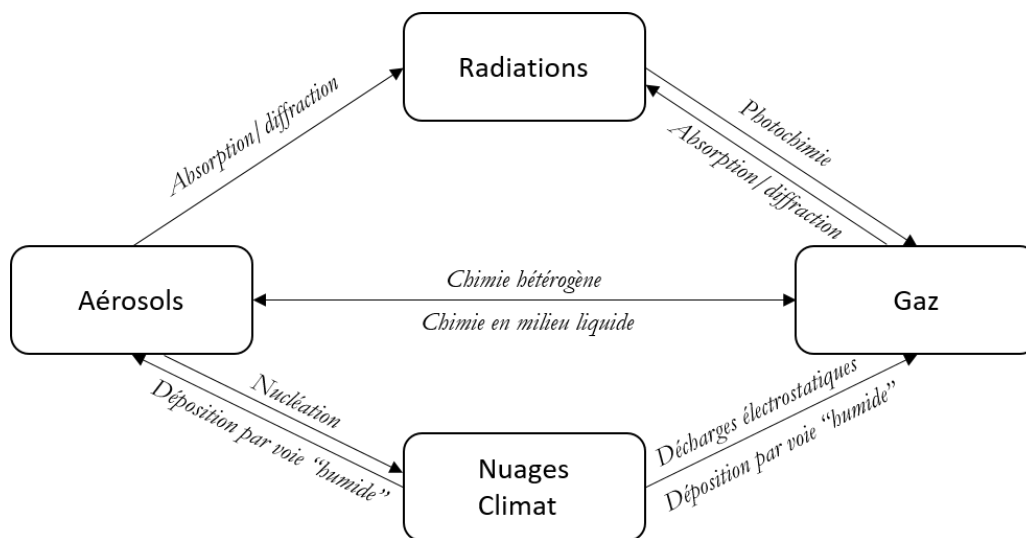 Radiations
Absorption/diffraction
Photochimie
Absorption/diffraction
Aérosols
Chimie hétérogène
Chimie en milieu liquide
Gaz
Nucléation
Déposition par voie “humide”
Nuages
Climat
Décharges électrostatiques
Déposition par voie “humide”